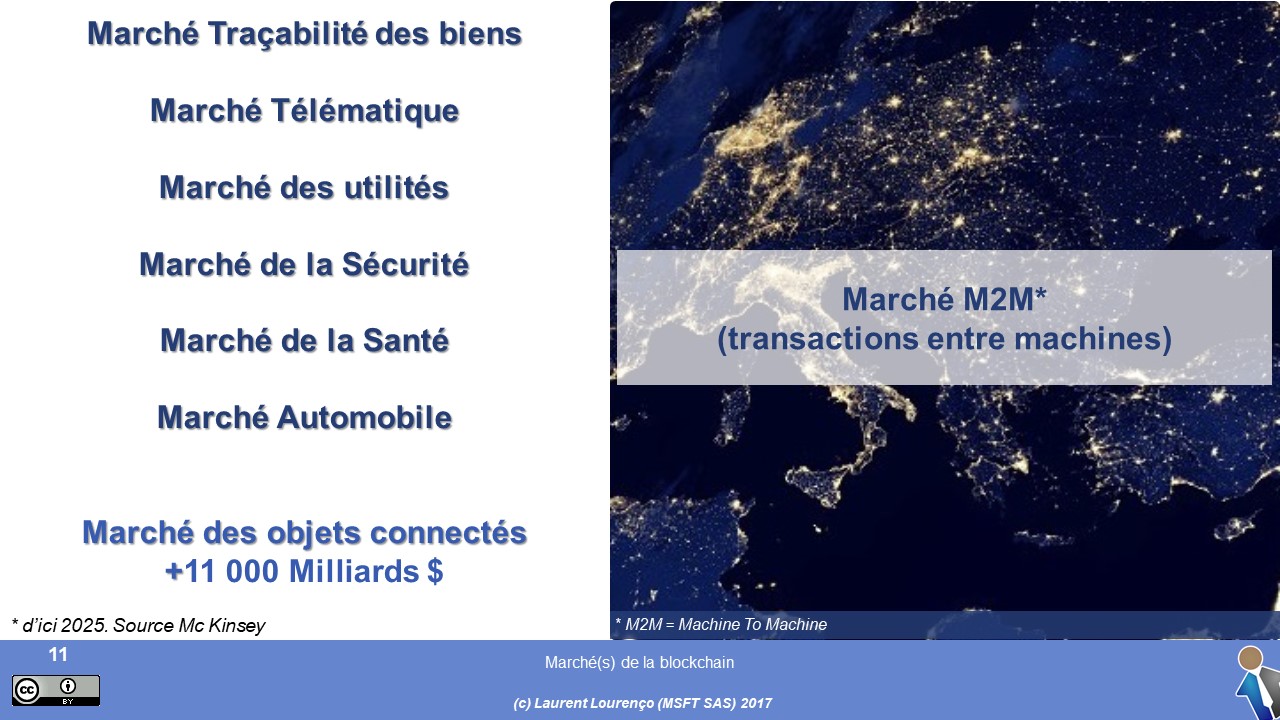 Marché Traçabilité des biens
Marché Télématique
Marché des utilités
Marché de la Sécurité
Marché de la Santé
Marché Automobile
Marché des objets connectés
+11 000 Milliards $
* d’ici 2025. Source Mc Kinsey
Marché M2M*
(transactions entre machines)
* M2M = Machine To Machine
11
Marché(s) de la blockchain
(c) Laurent Lourenço (MSFT SAS) 2017
cc
BY